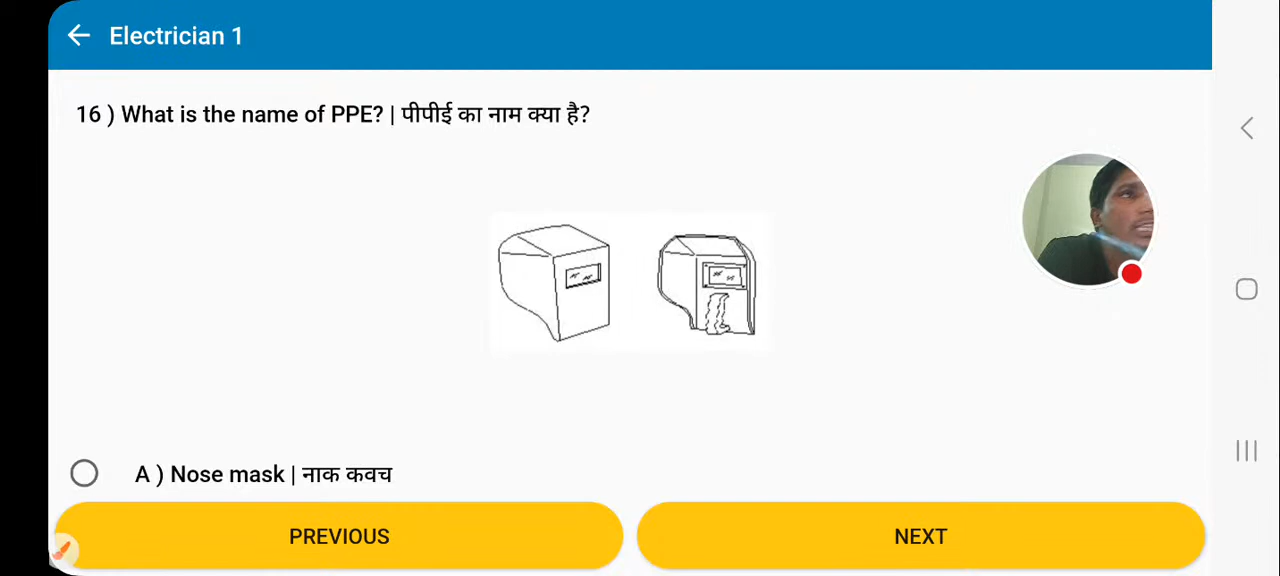 Electrician 1
16 ) What is the name of PPE? | पीपीई का नाम क्या है?
A ) Nose mask | नाक कवच
PREVIOUS
NEXT